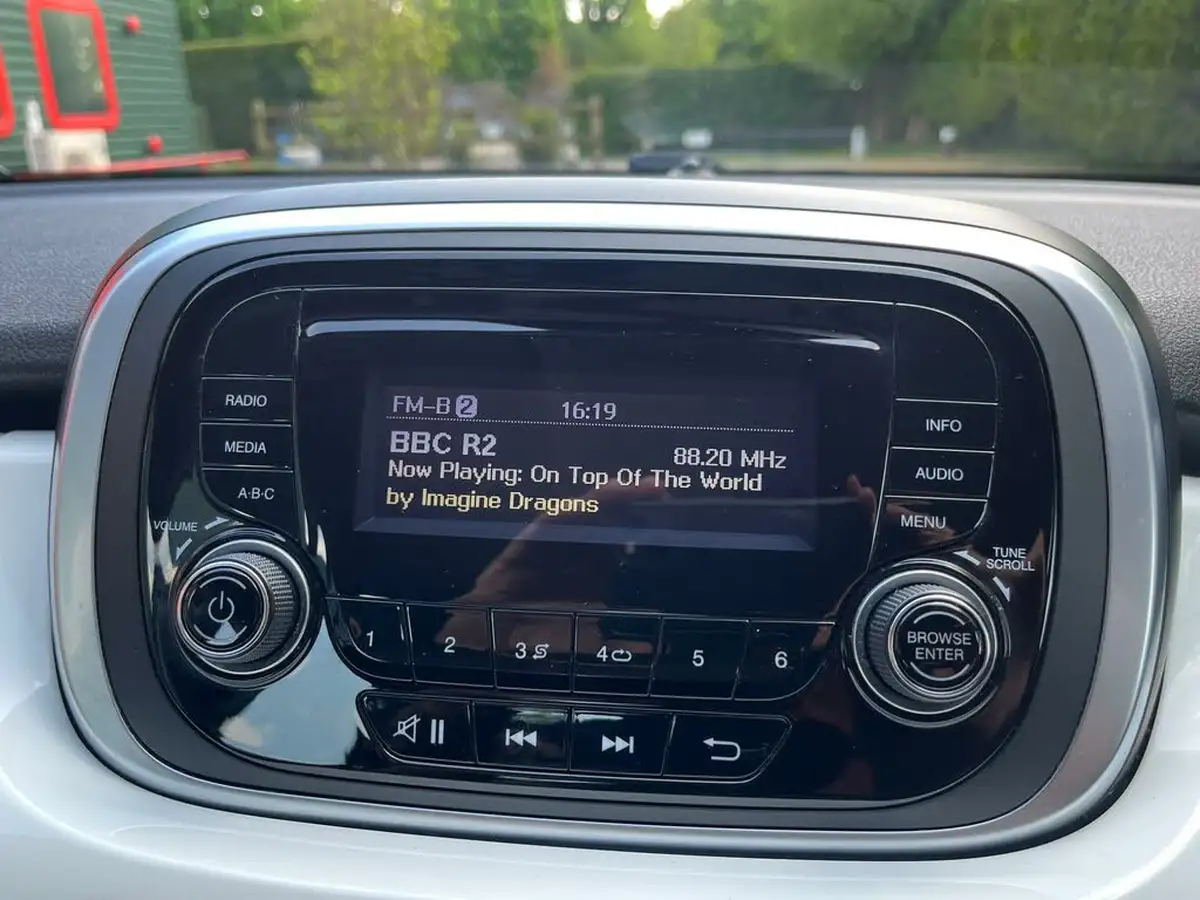 FM-B 2 16:19
BBC R2 88.20 MHz
Now Playing: On Top Of The World
by Imagine Dragons
RADIO
MEDIA
A·B·C
INFO
AUDIO
MENU
VOLUME
TUNE
SCROLL
BROWSE
ENTER
1 2 3 4 5 6